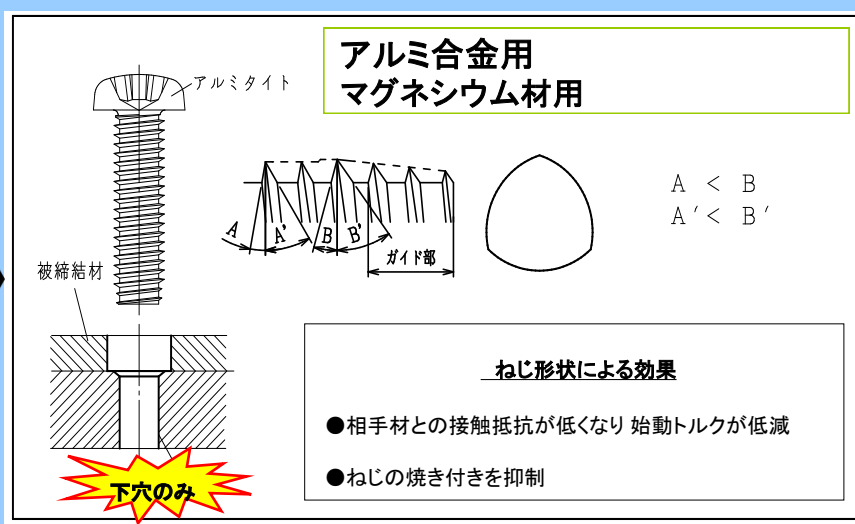 アルミ合金用
マグネシウム材用
アルミタイト
A < B
A'< B'
A
A'
B
B'
ガイド部
被締結材
ねじ形状による効果
●相手材との接触抵抗が低くなり 始動トルクが低減
●ねじの焼き付きを抑制
下穴のみ